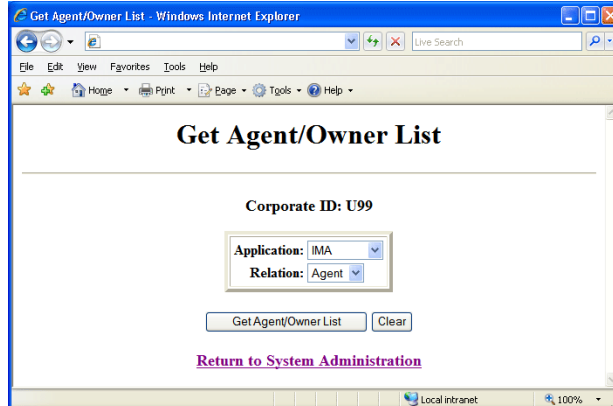 Get Agent/Owner List - Windows Internet Explorer
Live Search
File Edit View Favorites Tools Help
Home Print Page Tools Help
Get Agent/Owner List
Corporate ID: U99
Application: IMA
Relation: Agent
Get Agent/Owner List Clear
Return to System Administration
Local intranet 100%